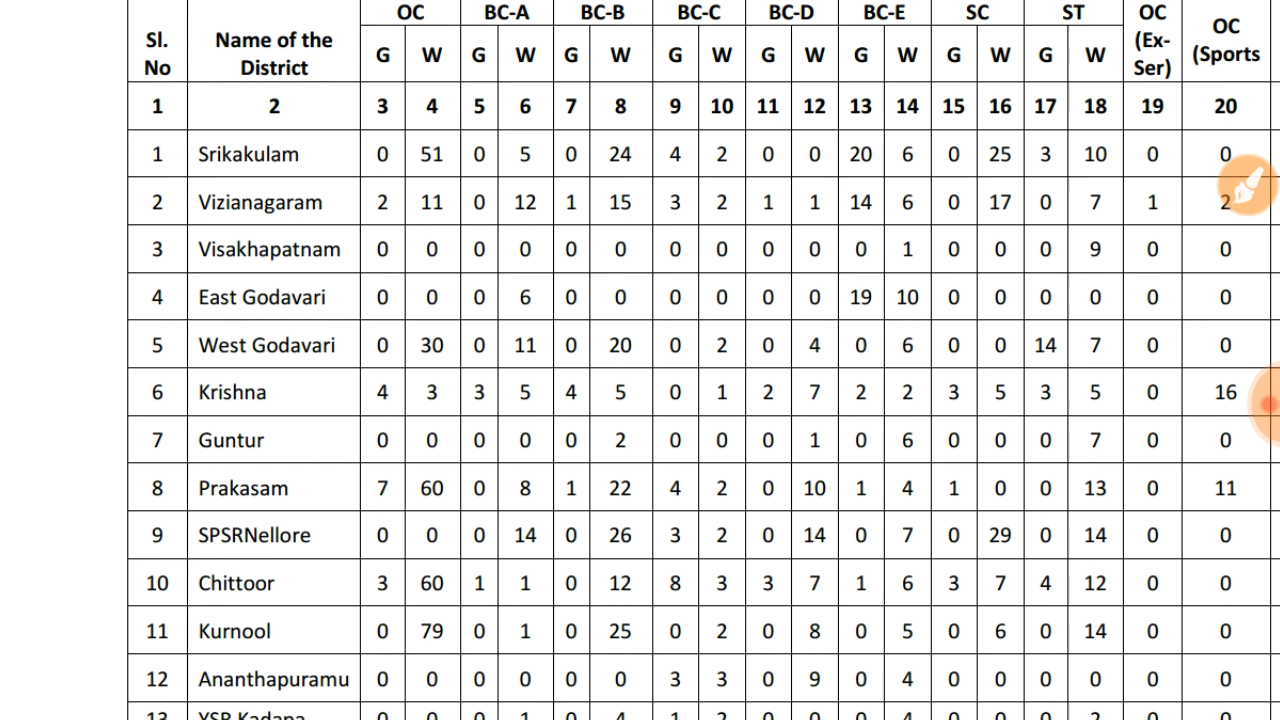 OC BC-A BC-B BC-C BC-D BC-E SC ST
Sl. No Name of the District G W G W G W G W G W G W G W G W OC (Ex-Ser) OC (Sports
1 2 3 4 5 6 7 8 9 10 11 12 13 14 15 16 17 18 19 20
1 Srikakulam 0 51 0 5 0 24 4 2 0 0 20 6 0 25 3 10 0 0
2 Vizianagaram 2 11 0 12 1 15 3 2 1 1 14 6 0 17 0 7 1 2
3 Visakhapatnam 0 0 0 0 0 0 0 0 0 0 0 1 0 0 0 9 0 0
4 East Godavari 0 0 0 6 0 0 0 0 0 0 19 10 0 0 0 0 0 0
5 West Godavari 0 30 0 11 0 20 0 2 0 4 0 6 0 0 14 7 0 0
6 Krishna 4 3 3 5 4 5 0 1 2 7 2 2 3 5 3 5 0 16
7 Guntur 0 0 0 0 0 2 0 0 0 1 0 6 0 0 0 7 0 0
8 Prakasam 7 60 0 8 1 22 4 2 0 10 1 4 1 0 0 13 0 11
9 SPSRNellore 0 0 0 14 0 26 3 2 0 14 0 7 0 29 0 14 0 0
10 Chittoor 3 60 1 1 0 12 8 3 3 7 1 6 3 7 4 12 0 0
11 Kurnool 0 79 0 1 0 25 0 2 0 8 0 5 0 6 0 14 0 0
12 Ananthapuramu 0 0 0 0 0 0 3 3 0 9 0 4 0 0 0 0 0 0
13 YSR Kadapa 0 0 0 1 0 4 1 2 0 0 0 4 0 0 0 2 0 0